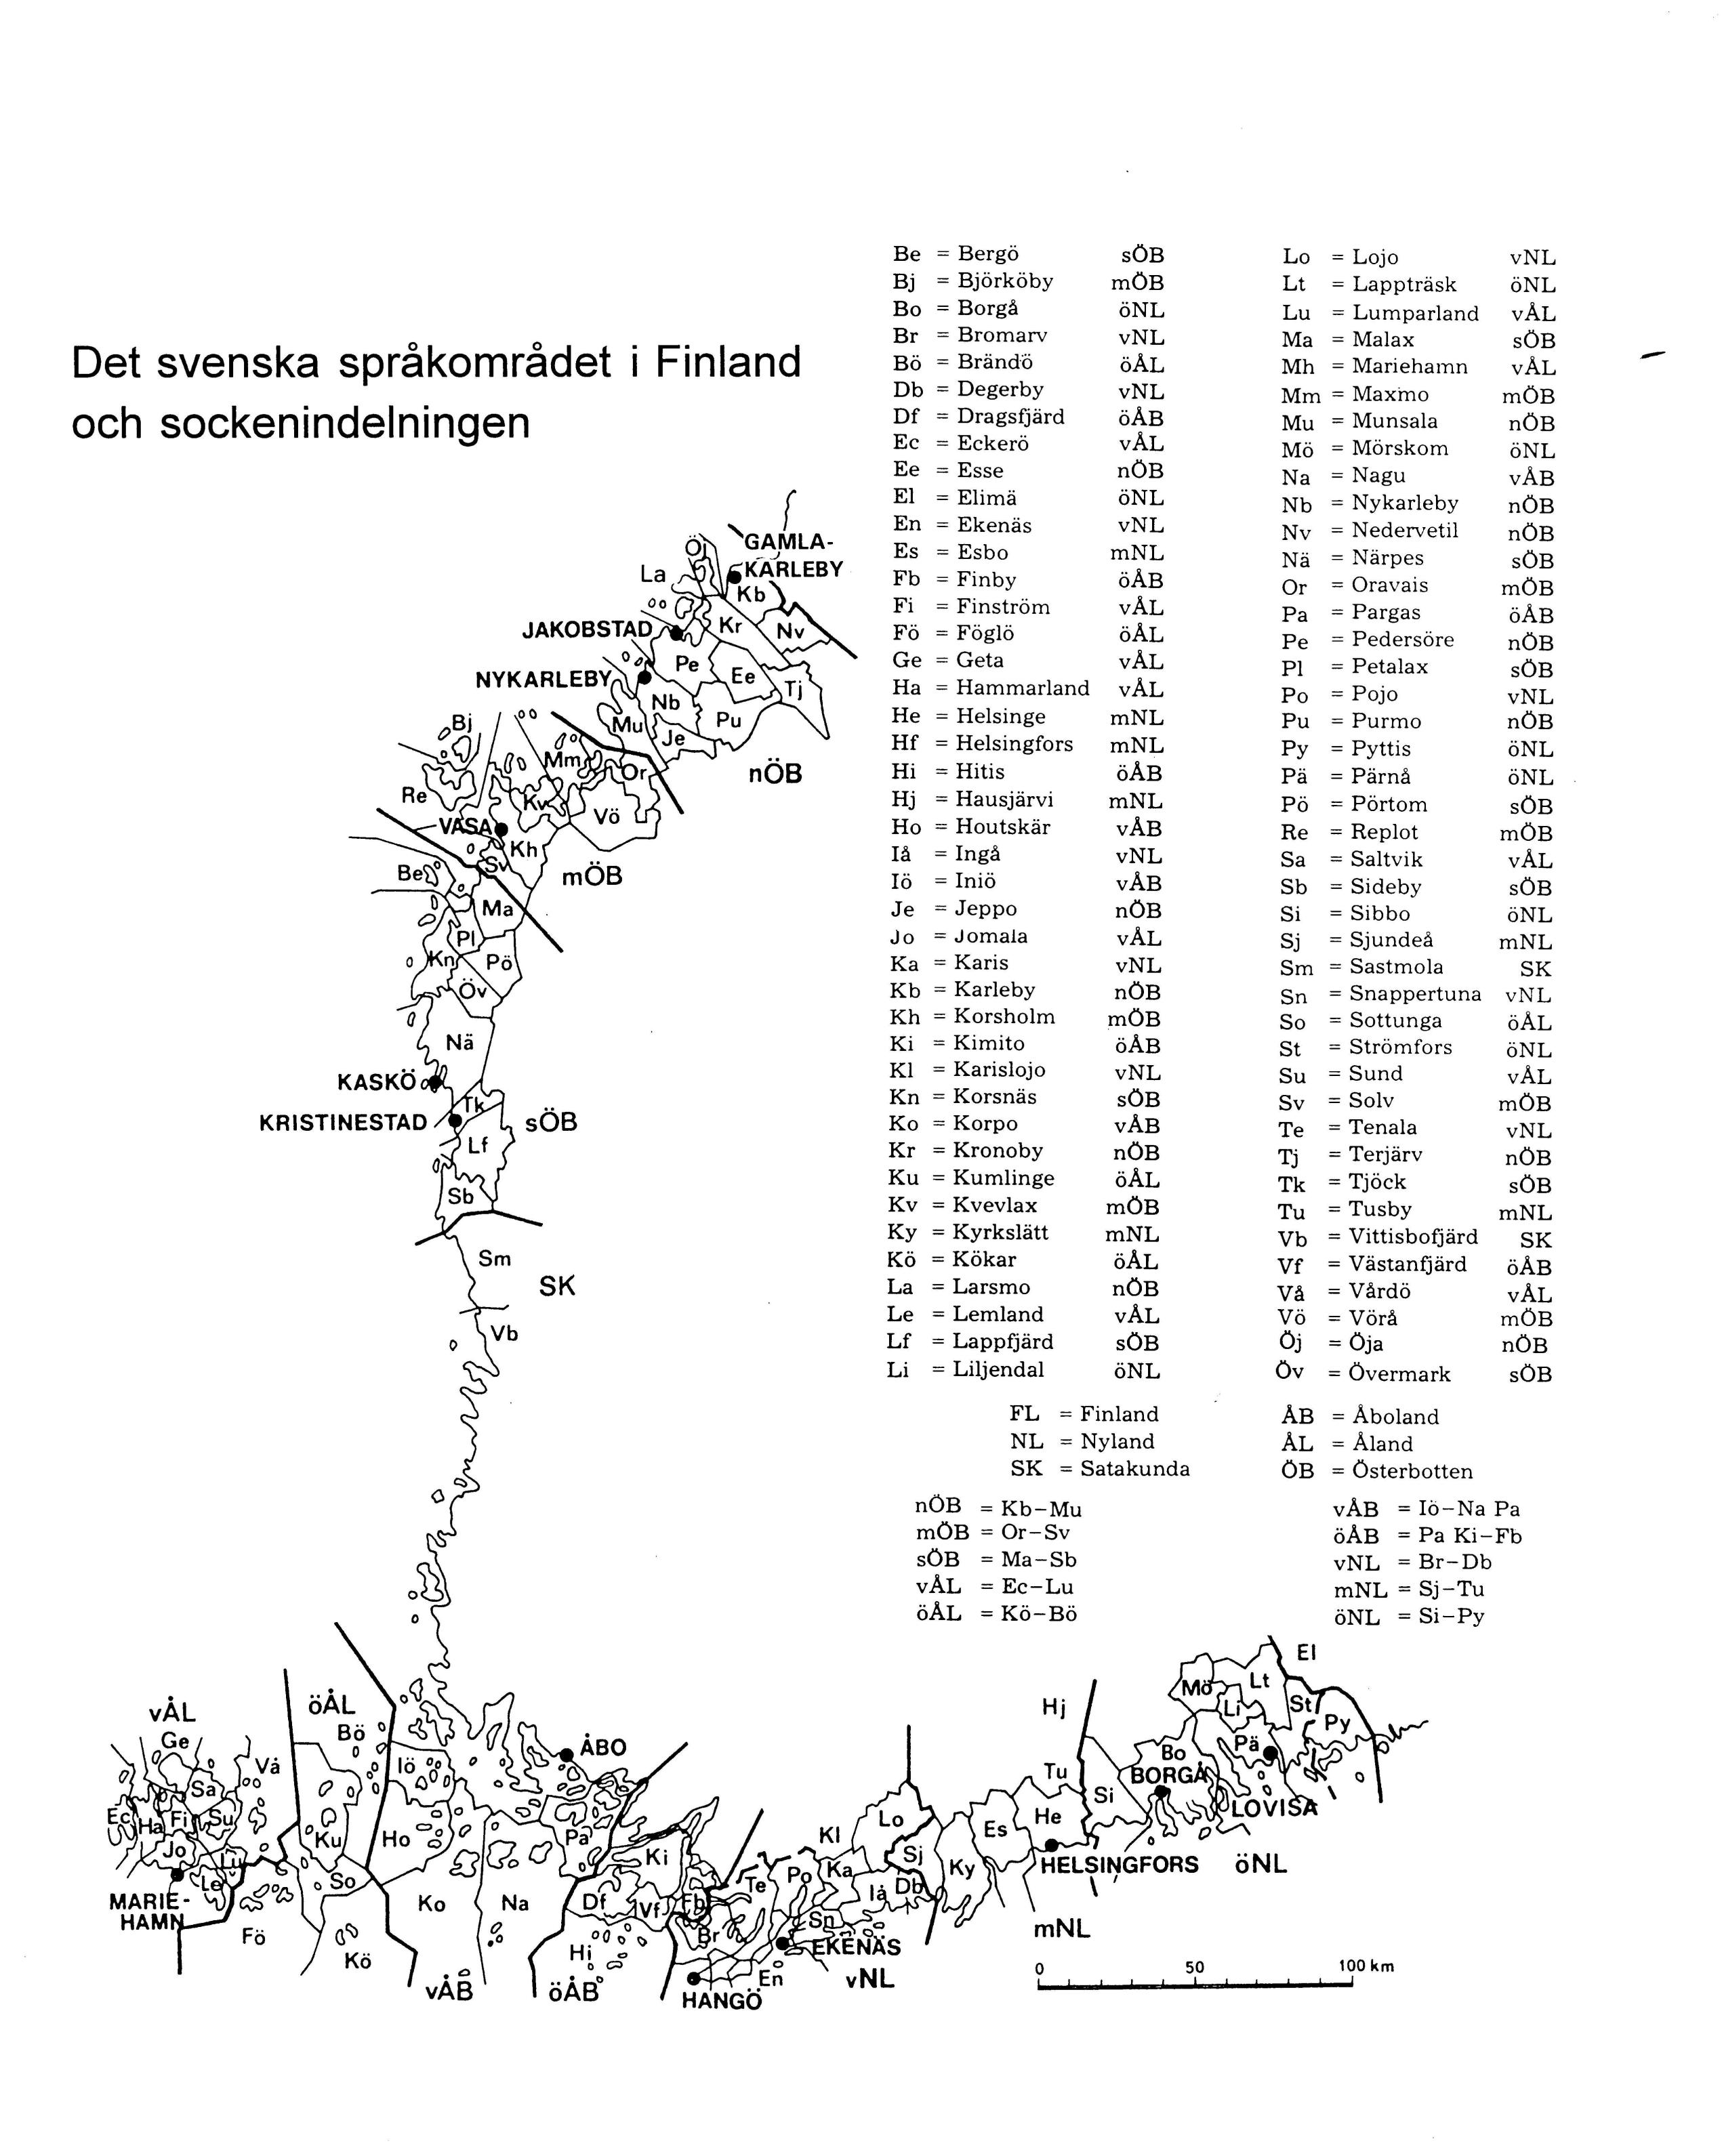 Det svenska språkområdet i Finland
och sockenindelningen
Be = Bergö sÖB
Bj = Björköby mÖB
Bo = Borgå öNL
Br = Bromarv vNL
Bö = Brändö öÅL
Db = Degerby vNL
Df = Dragsfjärd öÅB
Ec = Eckerö vÅL
Ee = Esse nÖB
El = Elimä öNL
En = Ekenäs vNL
Es = Esbo mNL
Fb = Finby öÅB
Fi = Finström vÅL
Fö = Föglö öÅL
Ge = Geta vÅL
Ha = Hammarland vÅL
He = Helsinge mNL
Hf = Helsingfors mNL
Hi = Hitis öÅB
Hj = Hausjärvi mNL
Ho = Houtskär vÅB
Iå = Ingå vNL
Iö = Iniö vÅB
Je = Jeppo nÖB
Jo = Jomala vÅL
Ka = Karis vNL
Kb = Karleby nÖB
Kh = Korsholm mÖB
Ki = Kimito öÅB
Kl = Karislojo vNL
Kn = Korsnäs sÖB
Ko = Korpo vÅB
Kr = Kronoby nÖB
Ku = Kumlinge öÅL
Kv = Kvevlax mÖB
Ky = Kyrkslätt mNL
Kö = Kökar öÅL
La = Larsmo nÖB
Le = Lemland vÅL
Lf = Lappfjärd sÖB
Li = Liljendal öNL
Lo = Lojo vNL
Lt = Lappträsk öNL
Lu = Lumparland vÅL
Ma = Malax sÖB
Mh = Mariehamn vÅL
Mm = Maxmo mÖB
Mu = Munsala nÖB
Mö = Mörskom öNL
Na = Nagu vÅB
Nb = Nykarleby nÖB
Nv = Nedervetil nÖB
Nä = Närpes sÖB
Or = Oravais mÖB
Pa = Pargas öÅB
Pe = Pedersöre nÖB
Pl = Petalax sÖB
Po = Pojo vNL
Pu = Purmo nÖB
Py = Pyttis öNL
Pä = Pärnå öNL
Pö = Pörtom sÖB
Re = Replot mÖB
Sa = Saltvik vÅL
Sb = Sideby sÖB
Si = Sibbo öNL
Sj = Sjundeå mNL
Sm = Sastmola SK
Sn = Snappertuna vNL
So = Sottunga öÅL
St = Strömfors öNL
Su = Sund vÅL
Sv = Solv mÖB
Te = Tenala vNL
Tj = Terjärv nÖB
Tk = Tjöck sÖB
Tu = Tusby mNL
Vb = Vittisbofjärd SK
Vf = Västanfjärd öÅB
Vå = Vårdö vÅL
Vö = Vörå mÖB
Öj = Öja nÖB
Öv = Övermark sÖB
FL = Finland
NL = Nyland
SK = Satakunda
ÅB = Åboland
ÅL = Åland
ÖB = Österbotten
nÖB = Kb–Mu
mÖB = Or–Sv
sÖB = Ma–Sb
vÅL = Ec–Lu
öÅL = Kö–Bö
vÅB = Iö–Na Pa
öÅB = Pa Ki–Fb
vNL = Br–Db
mNL = Sj–Tu
öNL = Si–Py
Öj
GAMLA-
KARLEBY
La
Kb
JAKOBSTAD
Kr
Nv
Pe
Ee
NYKARLEBY
Tj
Nb
Mu
Pu
Je
Bj
Mm
Or
nÖB
Re
Kv
Vö
VASA
Kh
Sv
Be
mÖB
Ma
Pl
Kn
Pö
Öv
Nä
KASKÖ
Tk
KRISTINESTAD
sÖB
Lf
Sb
Sm
SK
Vb
vÅL
öÅL
Ge
Bö
Vå
Iö
ÅBO
Sa
Ec
Ha
Fi
Su
Ku
Ho
Pa
Jo
Lu
Le
So
Ki
MARIE-
HAMN
Ko
Na
Df
Vf
Fb
Fö
Kö
Hi
Br
vÅB
öÅB
HANGÖ
Te
Po
Kl
Ka
Lo
Sj
Iå
Db
Sn
EKENÄS
En
vNL
Ky
Es
He
Tu
Hj
HELSINGFORS
mNL
Si
Bo
BORGÅ
Mö
Li
Lt
El
St
Py
Pä
LOVISA
öNL
0 50 100 km